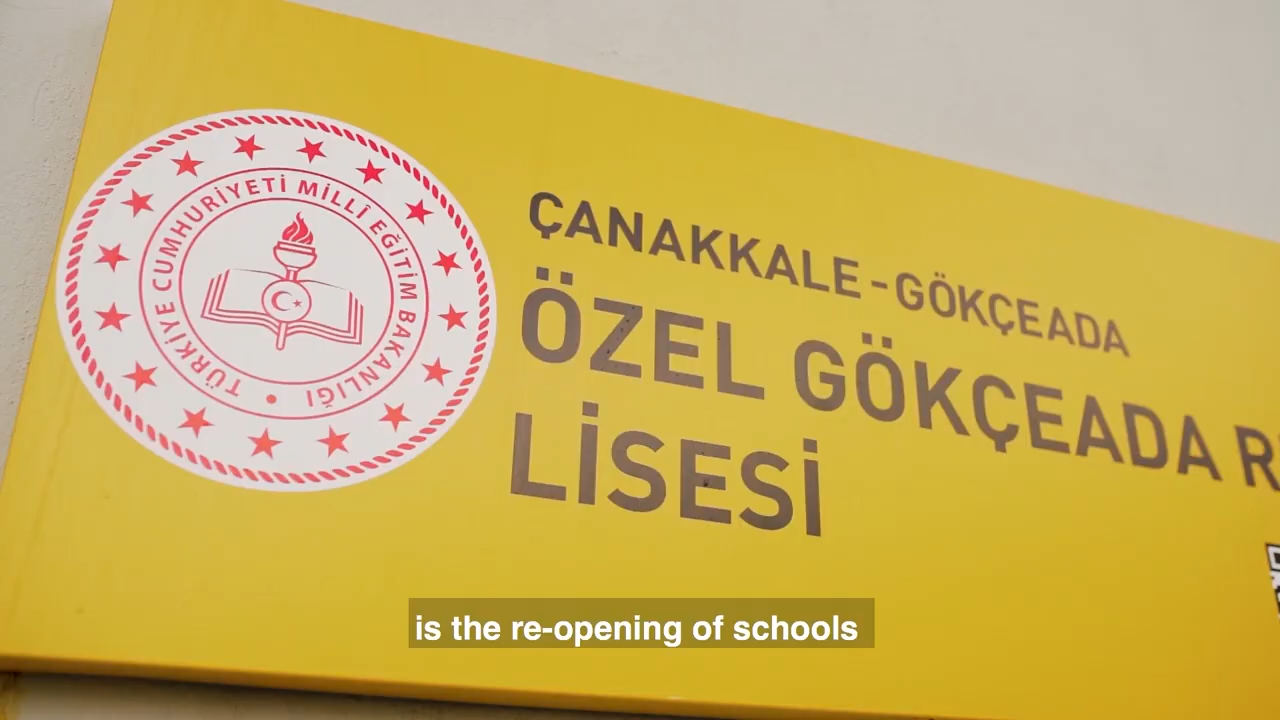 TÜRKİYE CUMHURİYETİ MİLLÎ EĞİTİM BAKANLIĞI
ÇANAKKALE - GÖKÇEADA
ÖZEL GÖKÇEADA R
LİSESİ
is the re-opening of schools